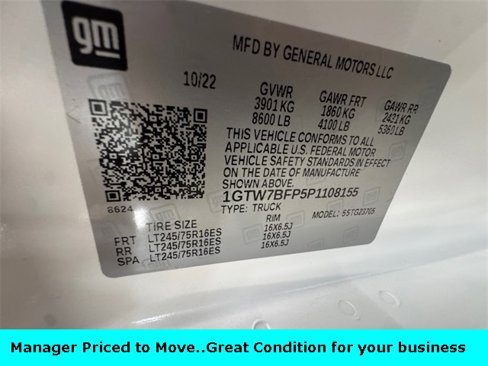 gm
MFD BY GENERAL MOTORS LLC
10/22 GVWR GAWR FRT GAWR RR
3901 KG 1860 KG 2421 KG
8600 LB 4100 LB 5360 LB
THIS VEHICLE CONFORMS TO ALL
APPLICABLE U.S. FEDERAL MOTOR
VEHICLE SAFETY STANDARDS IN EFFECT
ON THE DATE OF MANUFACTURE SHOWN ABOVE.
8624 1GTW7BFP5P1108155
TYPE: TRUCK MODEL:
TIRE SIZE RIM
FRT LT245/75R16ES 16X6.5J
RR LT245/75R16ES 16X6.5J
SPA LT245/75R16ES 16X6.5J
Manager Priced to Move..Great Condition for your business